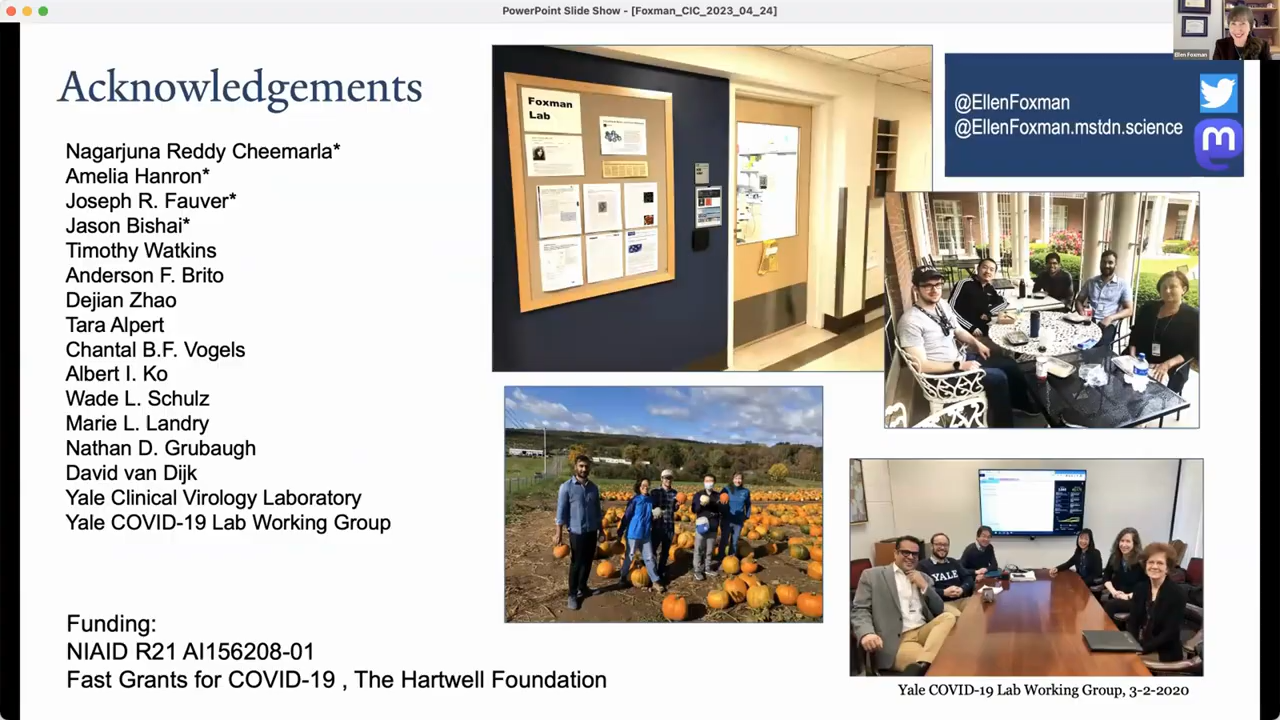 PowerPoint Slide Show - [Foxman_CIC_2023_04_24]
Ellen Foxman
Acknowledgements
Nagarjuna Reddy Cheemarla*
Amelia Hanron*
Joseph R. Fauver*
Jason Bishai*
Timothy Watkins
Anderson F. Brito
Dejian Zhao
Tara Alpert
Chantal B.F. Vogels
Albert I. Ko
Wade L. Schulz
Marie L. Landry
Nathan D. Grubaugh
David van Dijk
Yale Clinical Virology Laboratory
Yale COVID-19 Lab Working Group
Funding:
NIAID R21 AI156208-01
Fast Grants for COVID-19 , The Hartwell Foundation
Foxman
Lab
@EllenFoxman
@EllenFoxman.mstdn.science
YALE
Yale COVID-19 Lab Working Group, 3-2-2020